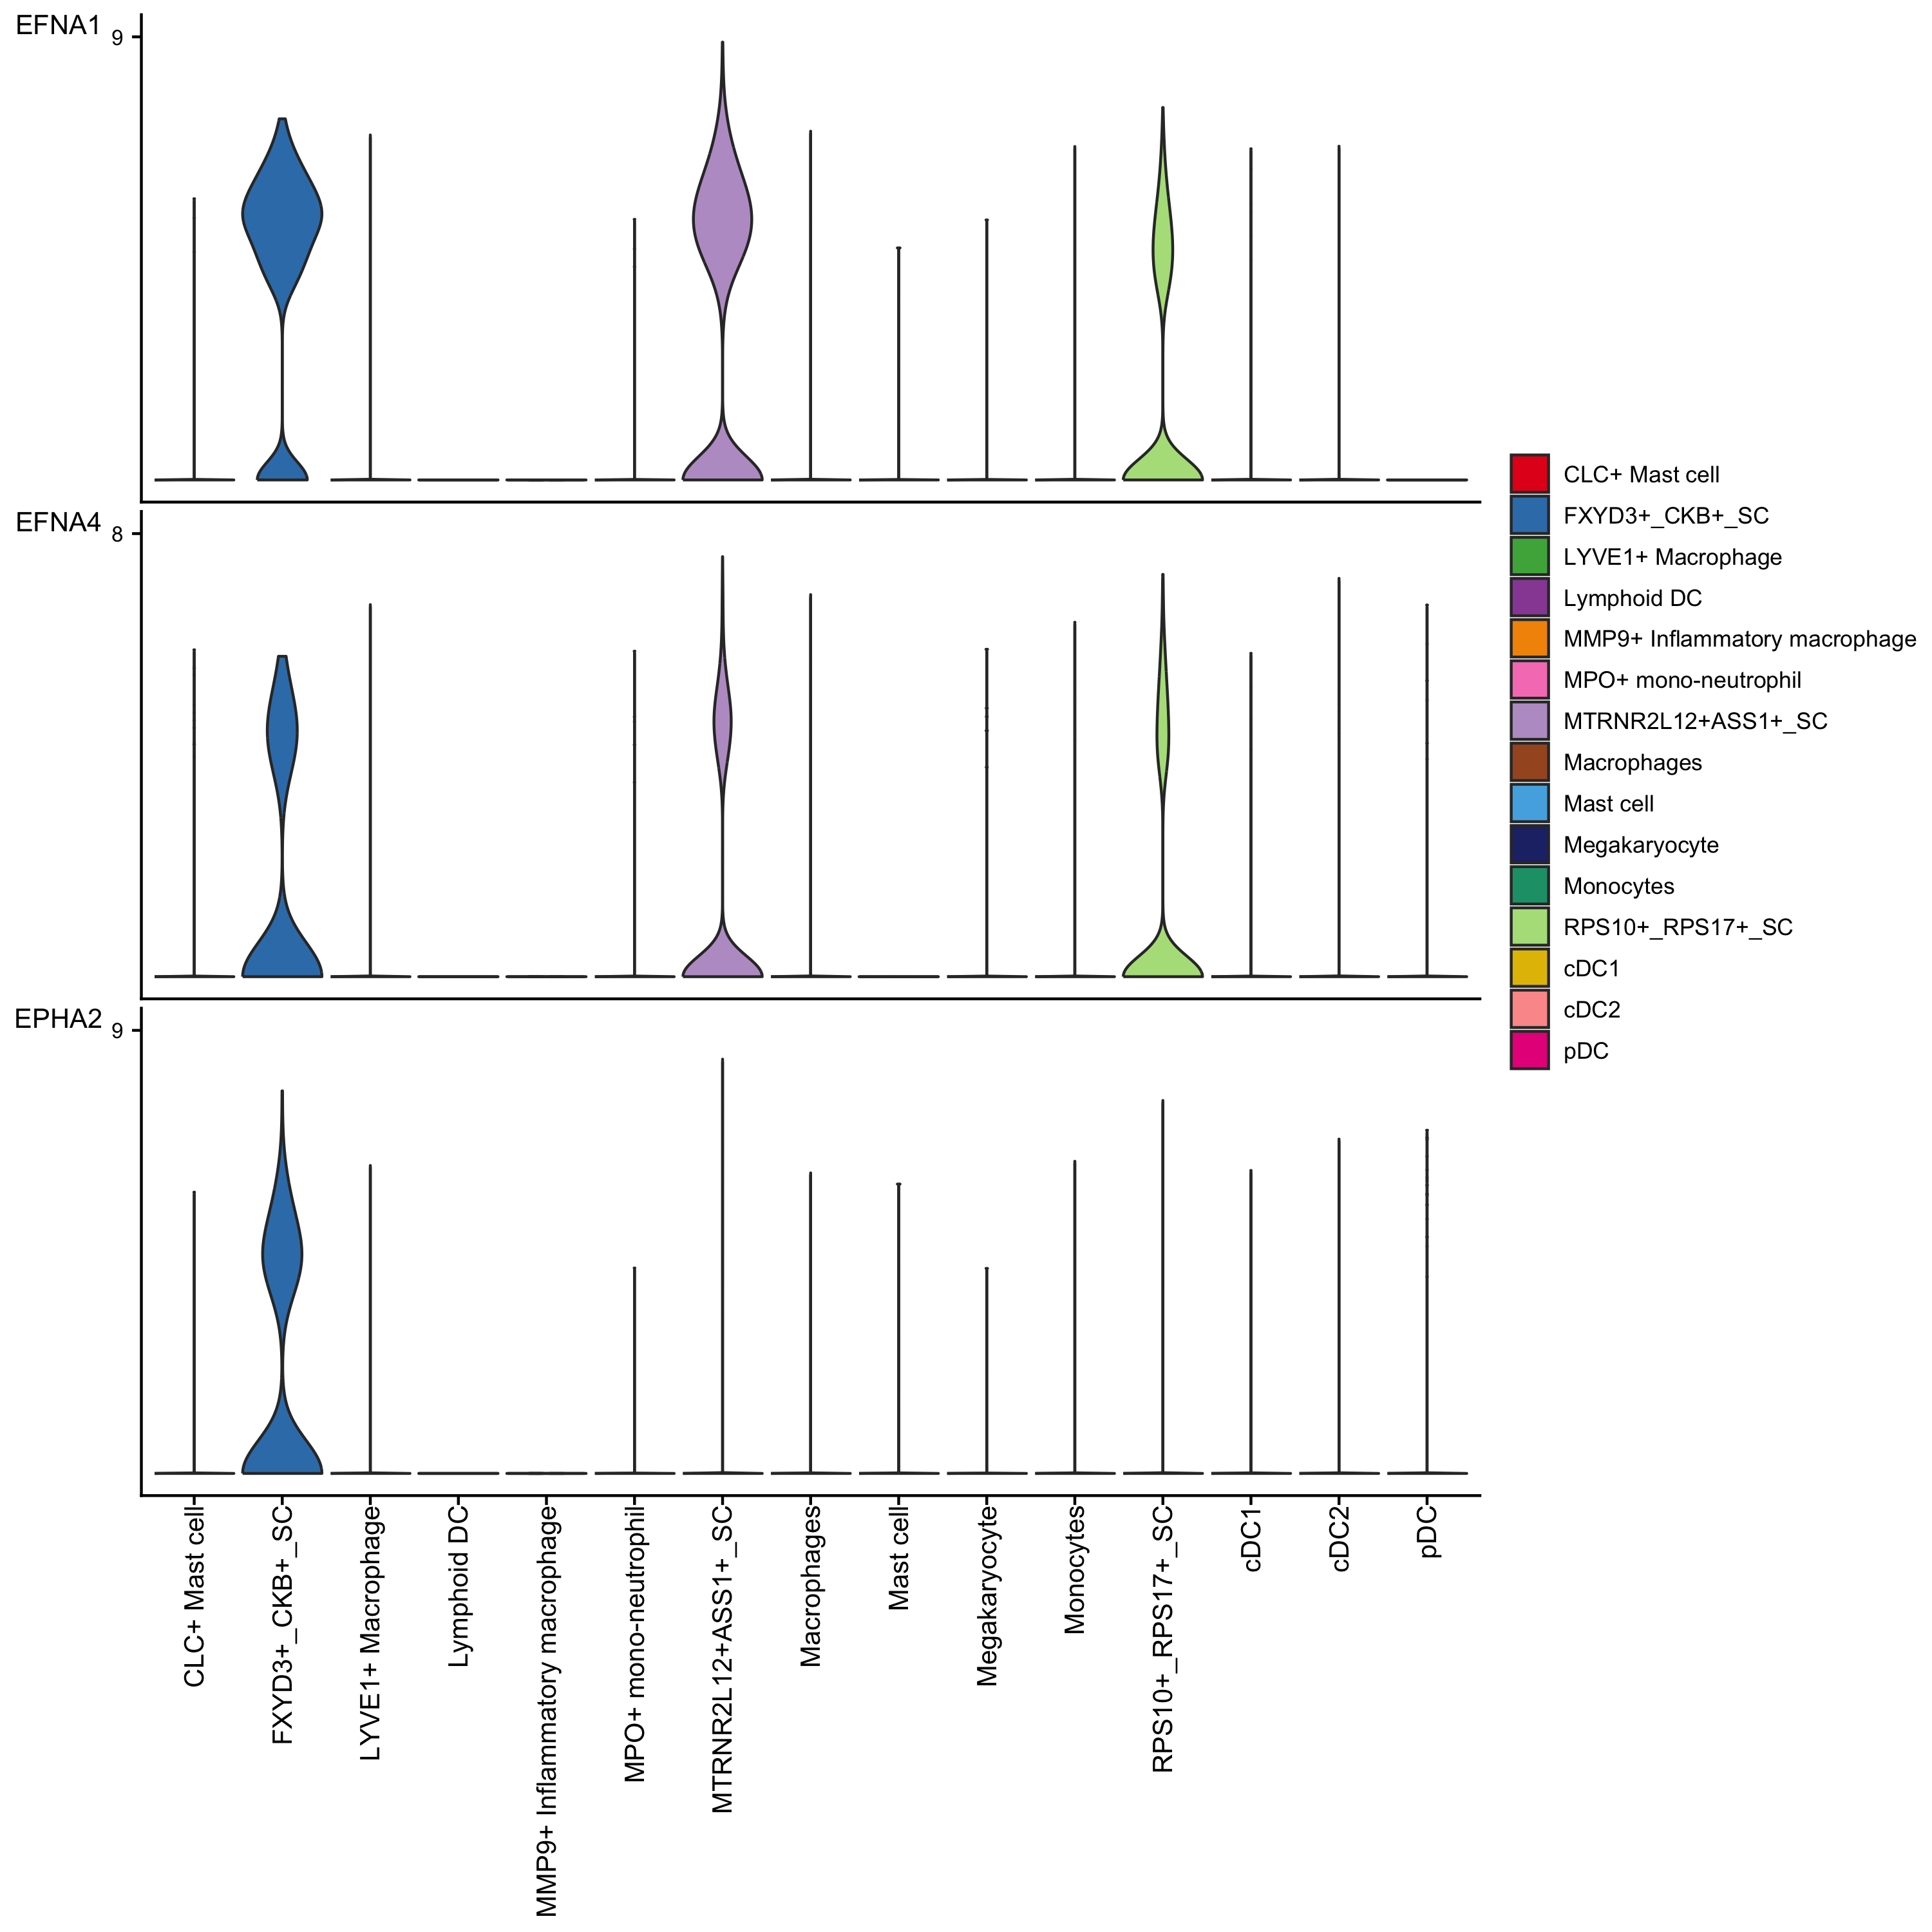 EFNA1
9
EFNA4
8
EPHA2
9
CLC+ Mast cell
FXYD3+_CKB+_SC
LYVE1+ Macrophage
Lymphoid DC
MMP9+ Inflammatory macrophage
MPO+ mono-neutrophil
MTRNR2L12+ASS1+_SC
Macrophages
Mast cell
Megakaryocyte
Monocytes
RPS10+_RPS17+_SC
cDC1
cDC2
pDC
CLC+ Mast cell
FXYD3+_CKB+_SC
LYVE1+ Macrophage
Lymphoid DC
MMP9+ Inflammatory macrophage
MPO+ mono-neutrophil
MTRNR2L12+ASS1+_SC
Macrophages
Mast cell
Megakaryocyte
Monocytes
RPS10+_RPS17+_SC
cDC1
cDC2
pDC